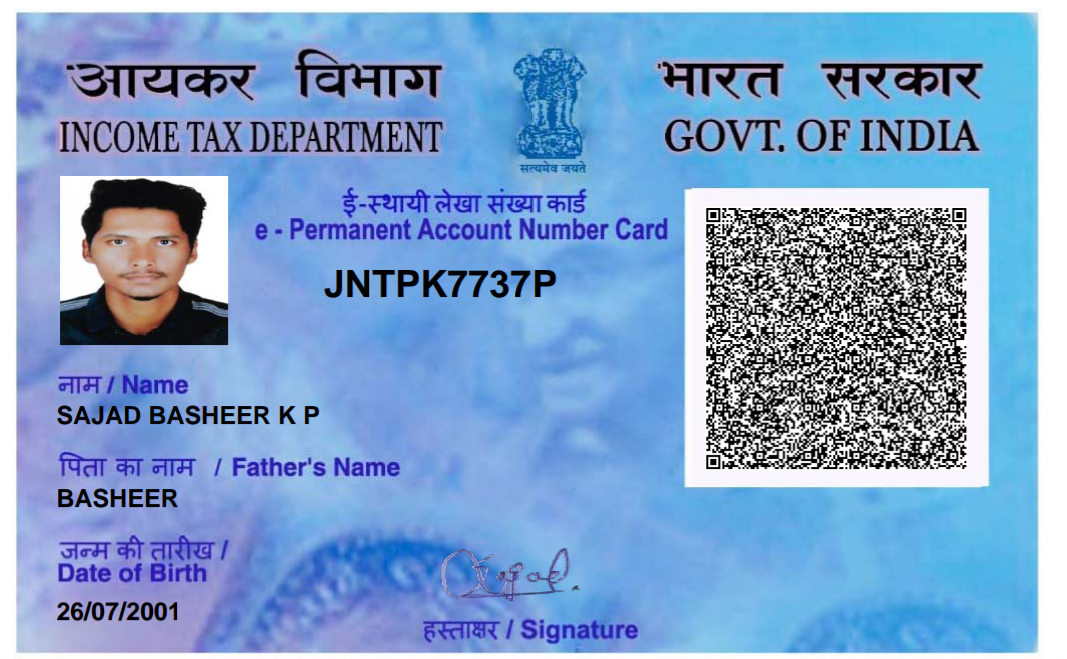 आयकर विभाग
INCOME TAX DEPARTMENT
सत्यमेव जयते
भारत सरकार
GOVT. OF INDIA
ई-स्थायी लेखा संख्या कार्ड
e - Permanent Account Number Card
JNTPK7737P
नाम / Name
SAJAD BASHEER K P
पिता का नाम / Father's Name
BASHEER
जन्म की तारीख /
Date of Birth
26/07/2001
हस्ताक्षर / Signature